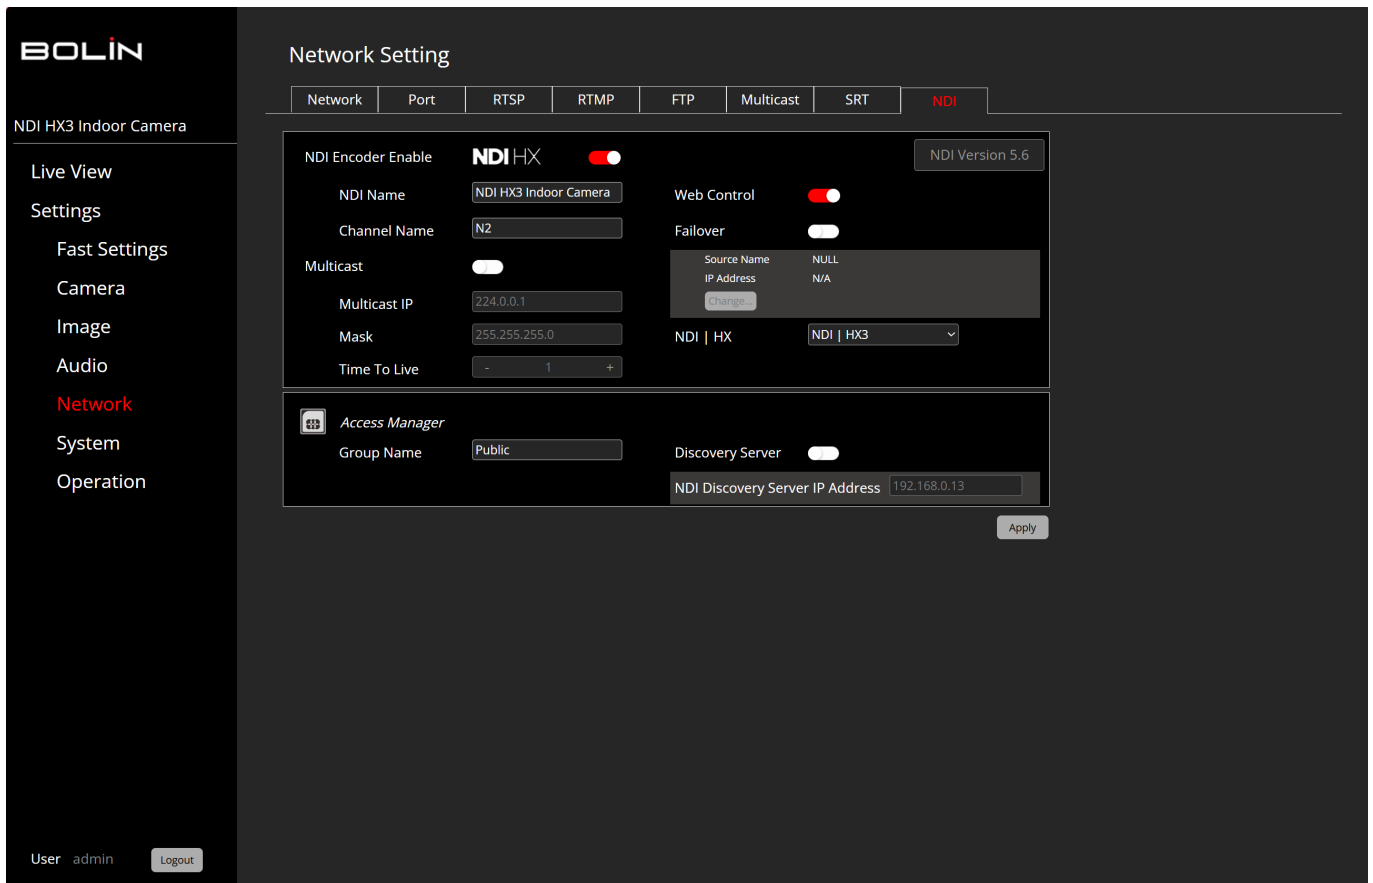 BOLIN
NDI HX3 Indoor Camera
Live View
Settings
Fast Settings
Camera
Image
Audio
Network
System
Operation
User admin
Logout
Network Setting
Network Port RTSP RTMP FTP Multicast SRT NDI
NDI Encoder Enable NDI HX NDI Version 5.6
NDI Name NDI HX3 Indoor Camera Web Control
Channel Name N2 Failover
Source Name NULL
Multicast
IP Address N/A
Multicast IP 224.0.0.1 Change...
Mask 255.255.255.0 NDI | HX NDI | HX3
Time To Live - 1 +
Access Manager
Group Name Public Discovery Server
NDI Discovery Server IP Address 192.168.0.13
Apply